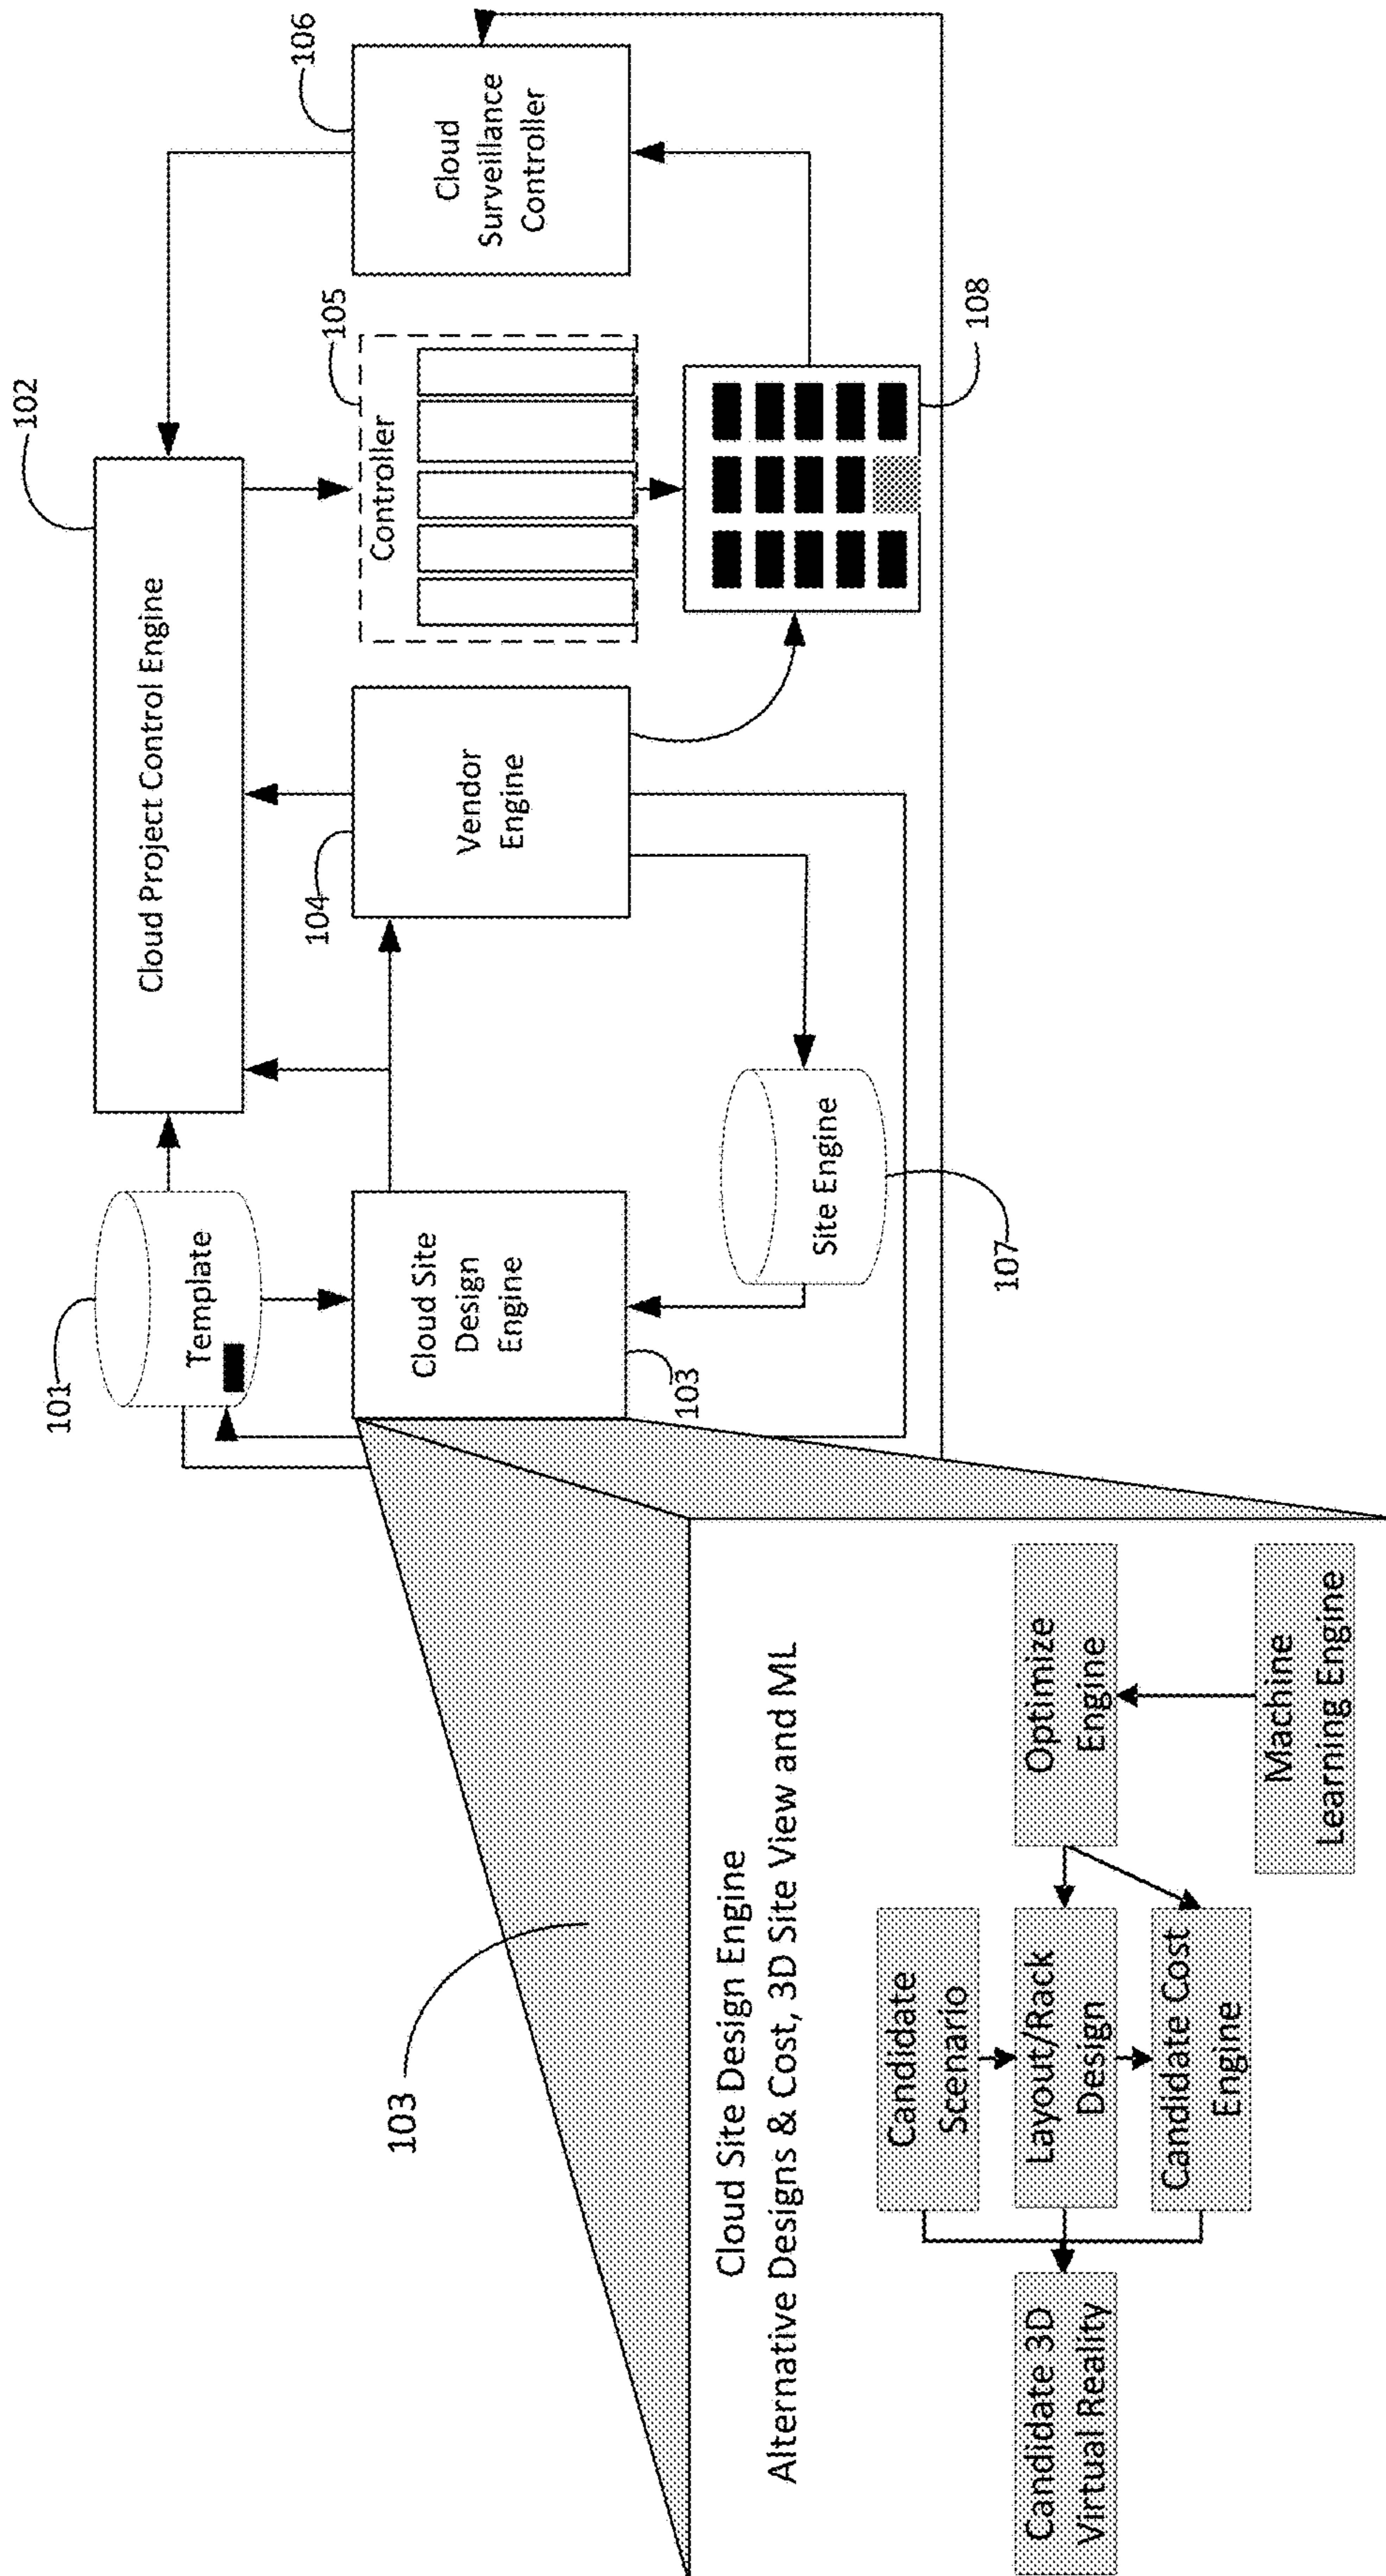 101
102
Template
Cloud Project Control Engine
104
105
106
Cloud Site
Design
Engine
Vendor
Engine
Controller
Cloud
Surveillance
Controller
103
Site Engine
107
108
103
Cloud Site Design Engine
Alternative Designs & Cost, 3D Site View and ML
Candidate
Scenario
Candidate 3D
Virtual Reality
Layout/Rack
Design
Optimize
Engine
Candidate Cost
Engine
Machine
Learning Engine